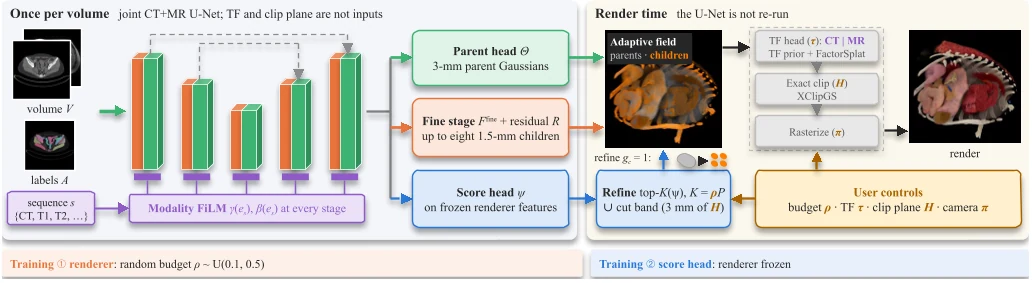 Once per volume joint CT+MR U-Net; TF and clip plane are not inputs
volume V
labels A
sequence s
{CT, T1, T2, …}
Modality FiLM γ(eₛ), β(eₛ) at every stage
Parent head Θ
3-mm parent Gaussians
Fine stage Fᶠⁱⁿᵉ + residual R
up to eight 1.5-mm children
Score head ψ
on frozen renderer features
Render time the U-Net is not re-run
Adaptive field
parents · children
refine g꜀ = 1:
Refine top-K(ψ), K = ρP
∪ cut band (3 mm of H)
TF head (τ): CT | MR
TF prior + FactorSplat
Exact clip (H)
XClipGS
Rasterize (π)
render
User controls
budget ρ · TF τ · clip plane H · camera π
Training ① renderer: random budget ρ ~ U(0.1, 0.5)
Training ② score head: renderer frozen